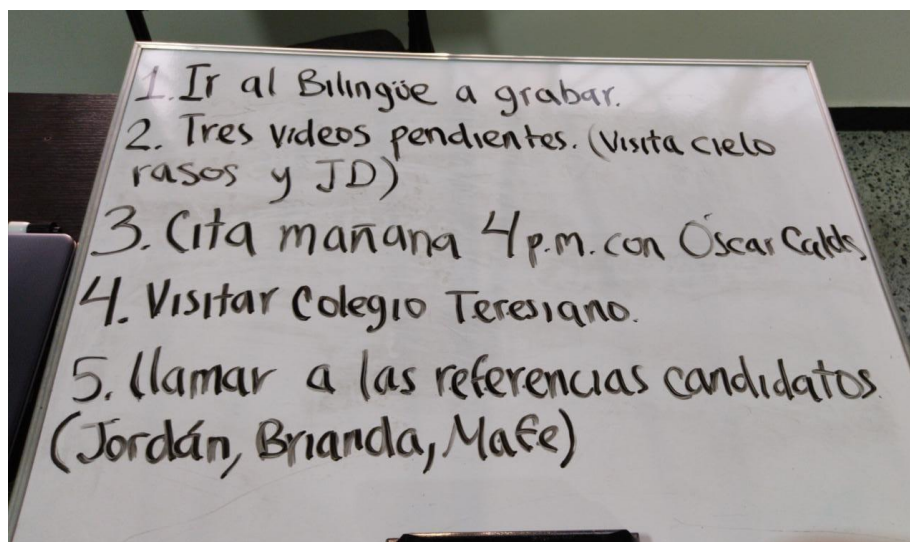 1. Ir al Bilingüe a grabar.
2. Tres videos pendientes. (Visita cielo
rasos y JD)
3. Cita mañana 4 p.m. con Óscar Calds
4. Visitar Colegio Teresiano.
5. Llamar a las referencias candidatos.
(Jordán, Brianda, Mafe)